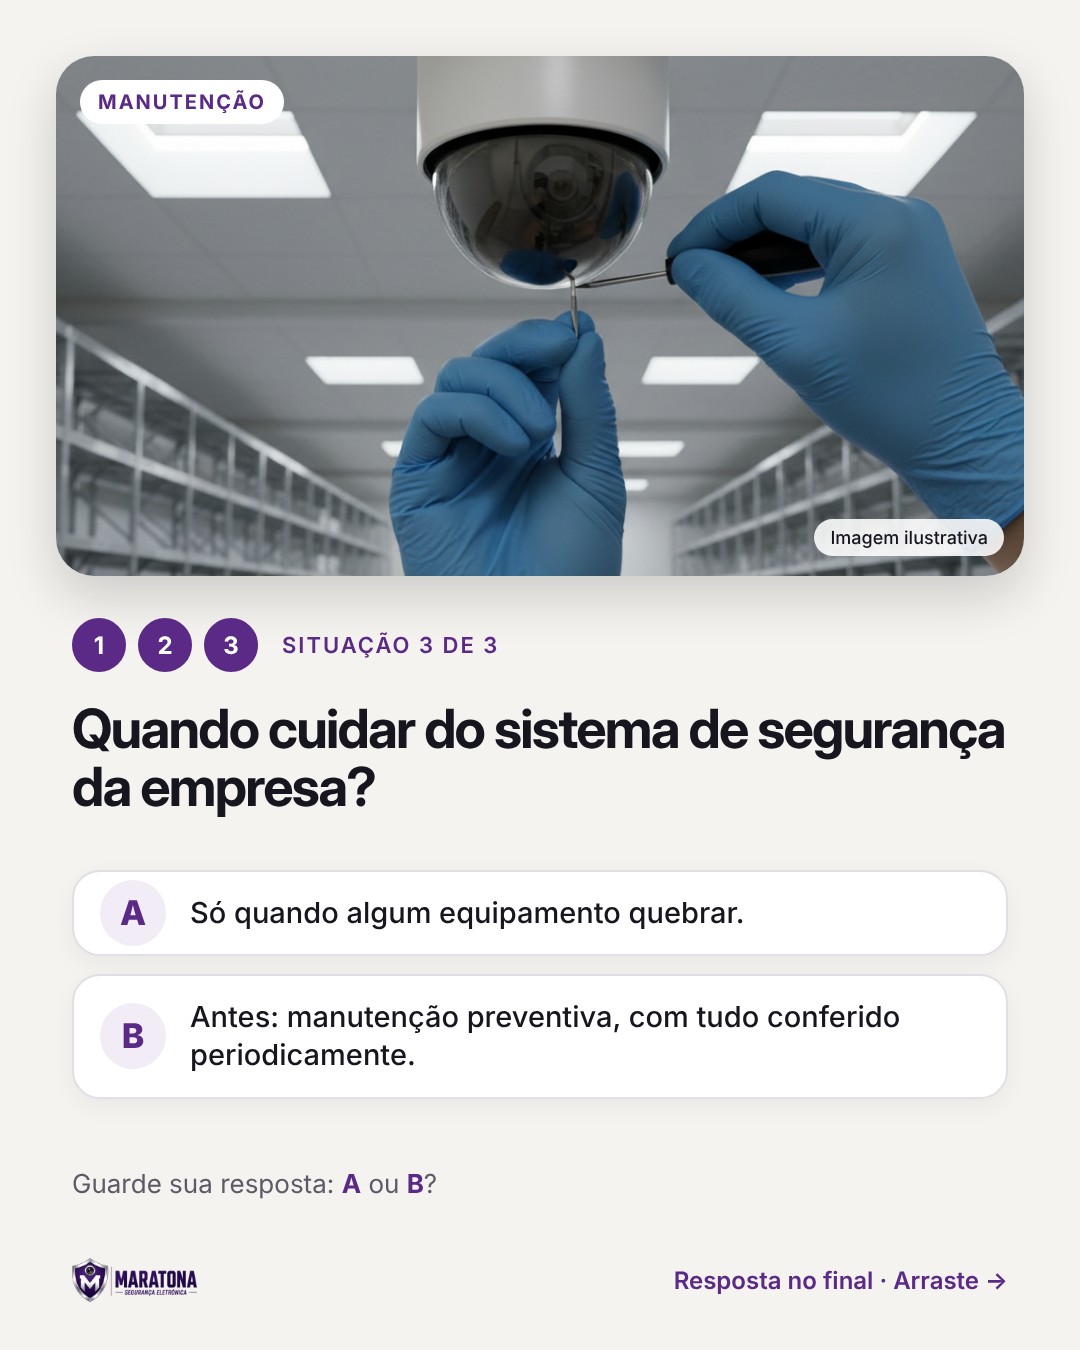 MANUTENÇÃO
Imagem ilustrativa
1 2 3 SITUAÇÃO 3 DE 3
Quando cuidar do sistema de segurança
da empresa?
A Só quando algum equipamento quebrar.
B Antes: manutenção preventiva, com tudo conferido
periodicamente.
Guarde sua resposta: A ou B?
M MARATONA
SEGURANÇA ELETRÔNICA
Resposta no final · Arraste →